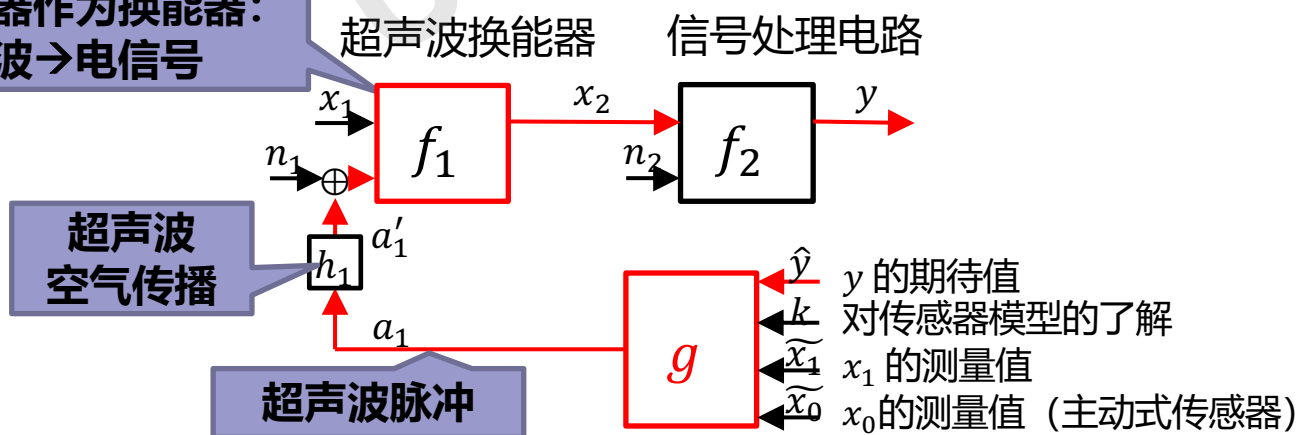 器作为换能器：
波→电信号
超声波换能器
信号处理电路
x₁
n₁
⊕
f₁
x₂
n₂
f₂
y
超声波
空气传播
h₁
a₁′
a₁
超声波脉冲
g
ŷ y 的期待值
k 对传感器模型的了解
x̃₁ x₁ 的测量值
x̃₀ x₀的测量值（主动式传感器）